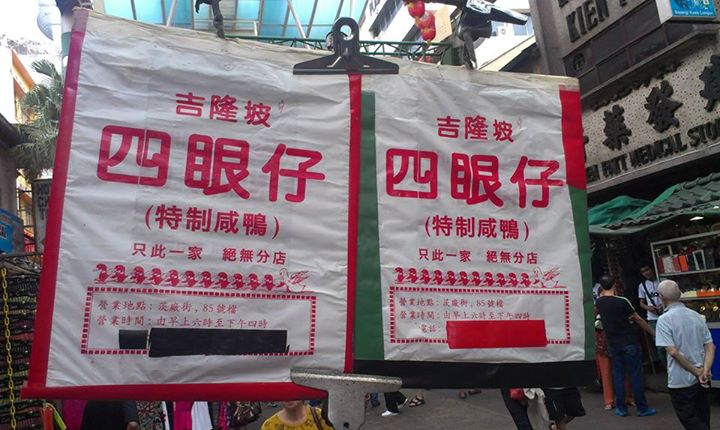 吉隆坡
四眼仔
(特制咸鴨)
只此一家 絕無分店
營業地點：茨廠街，85號檔
營業時間：由早上六時至下午四時
吉隆坡
四眼仔
(特制咸鴨)
只此一家 絕無分店
營業地點：茨廠街，85號檔
營業時間：由早上六時至下午四時
電話：
KIEN